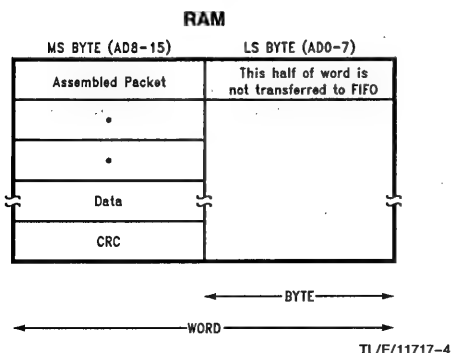 RAM
MS BYTE (AD8-15)
LS BYTE (AD0-7)
Assembled Packet
This half of word is
not transferred to FIFO
•
•
Data
CRC
BYTE
WORD
TL/F/11717-4